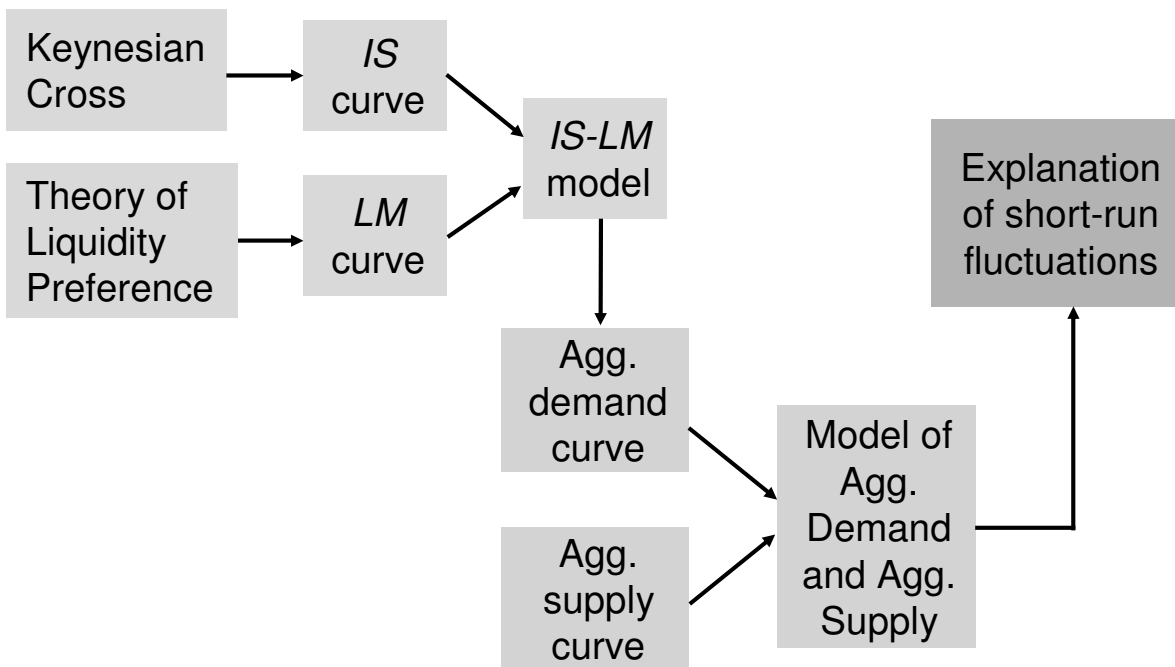 Keynesian
Cross
IS
curve
Theory of
Liquidity
Preference
LM
curve
IS-LM
model
Agg.
demand
curve
Agg.
supply
curve
Model of
Agg.
Demand
and Agg.
Supply
Explanation
of short-run
fluctuations